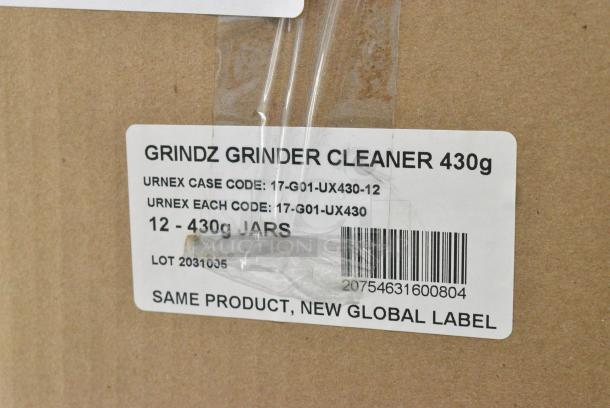 GRINDZ GRINDER CLEANER 430g
URNEX CASE CODE: 17-G01-UX430-12
URNEX EACH CODE: 17-G01-UX430
12 - 430g JARS
LOT 2031005
20754631600804
SAME PRODUCT, NEW GLOBAL LABEL